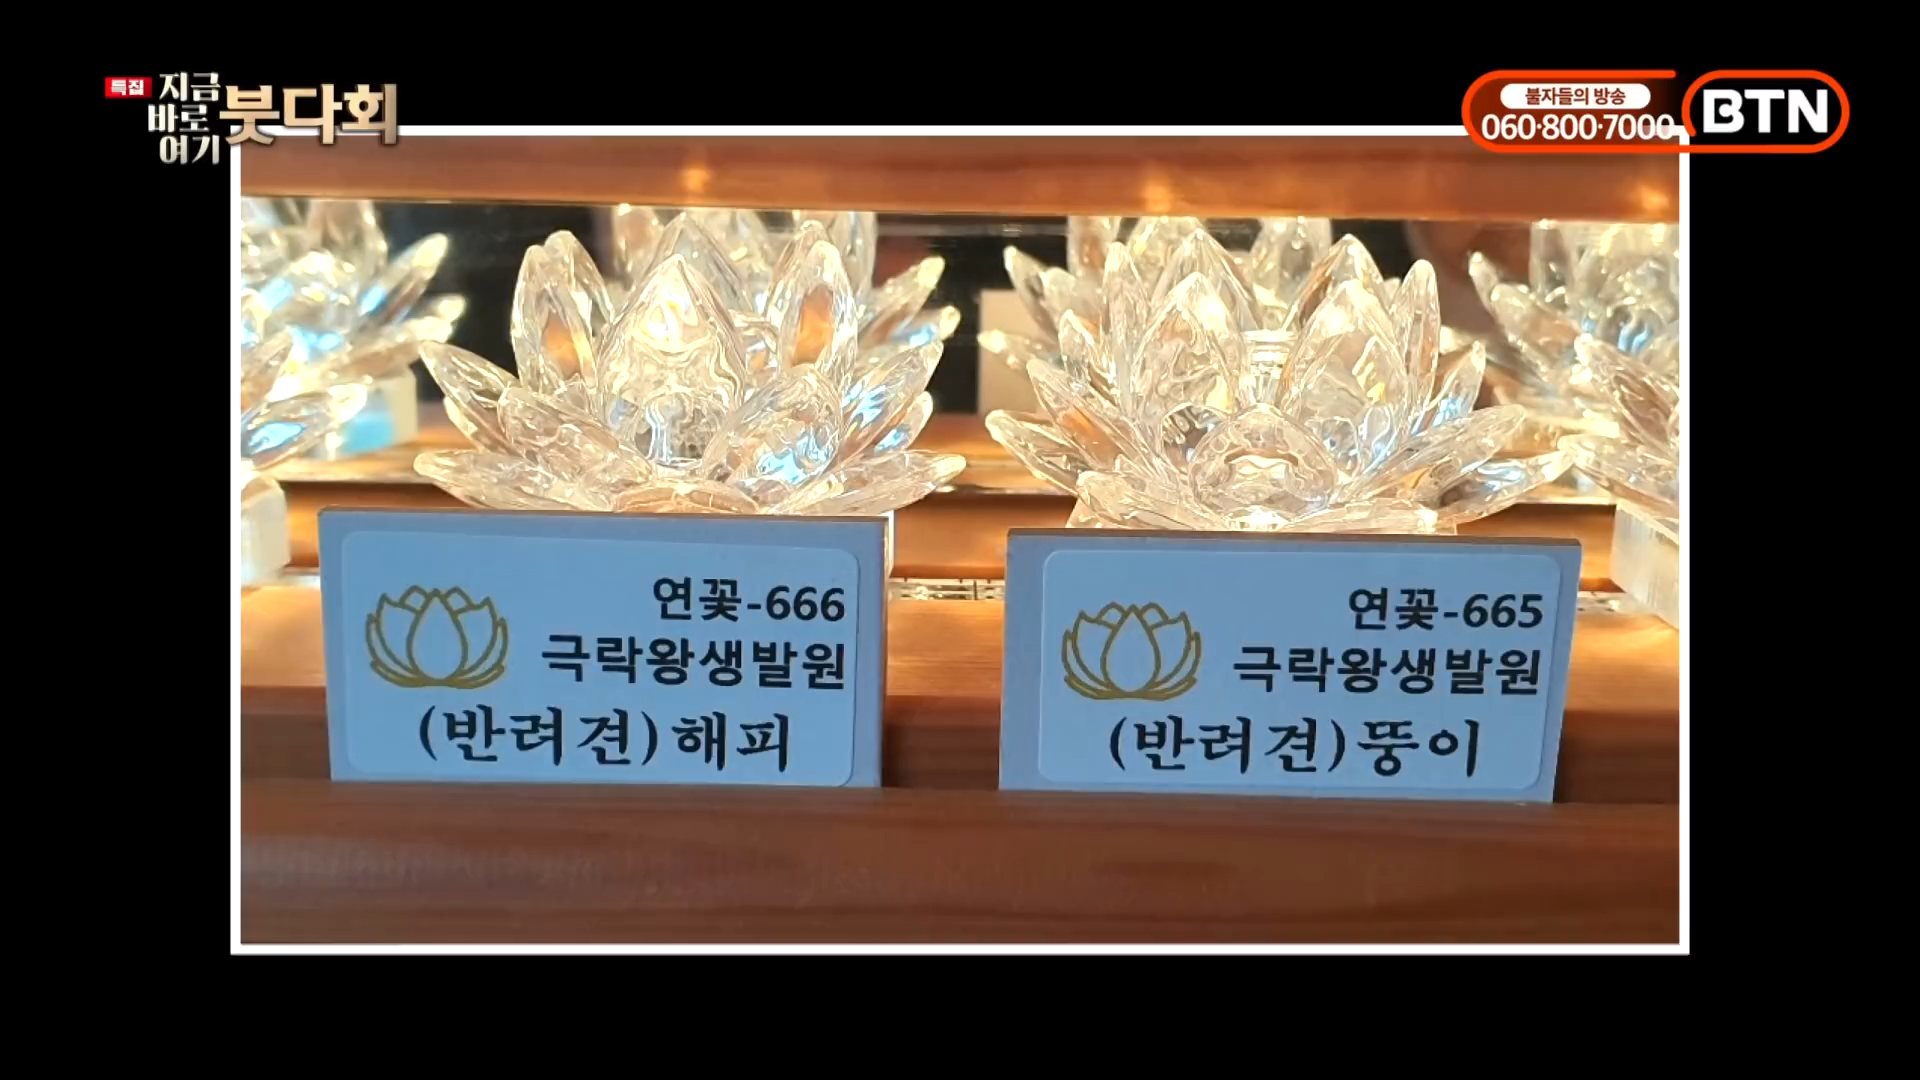 특집
지금
바로
여기
붓다회
불자들의 방송
060·800·7000
BTN
연꽃-666
극락왕생발원
(반려견)해피
연꽃-665
극락왕생발원
(반려견)뚱이